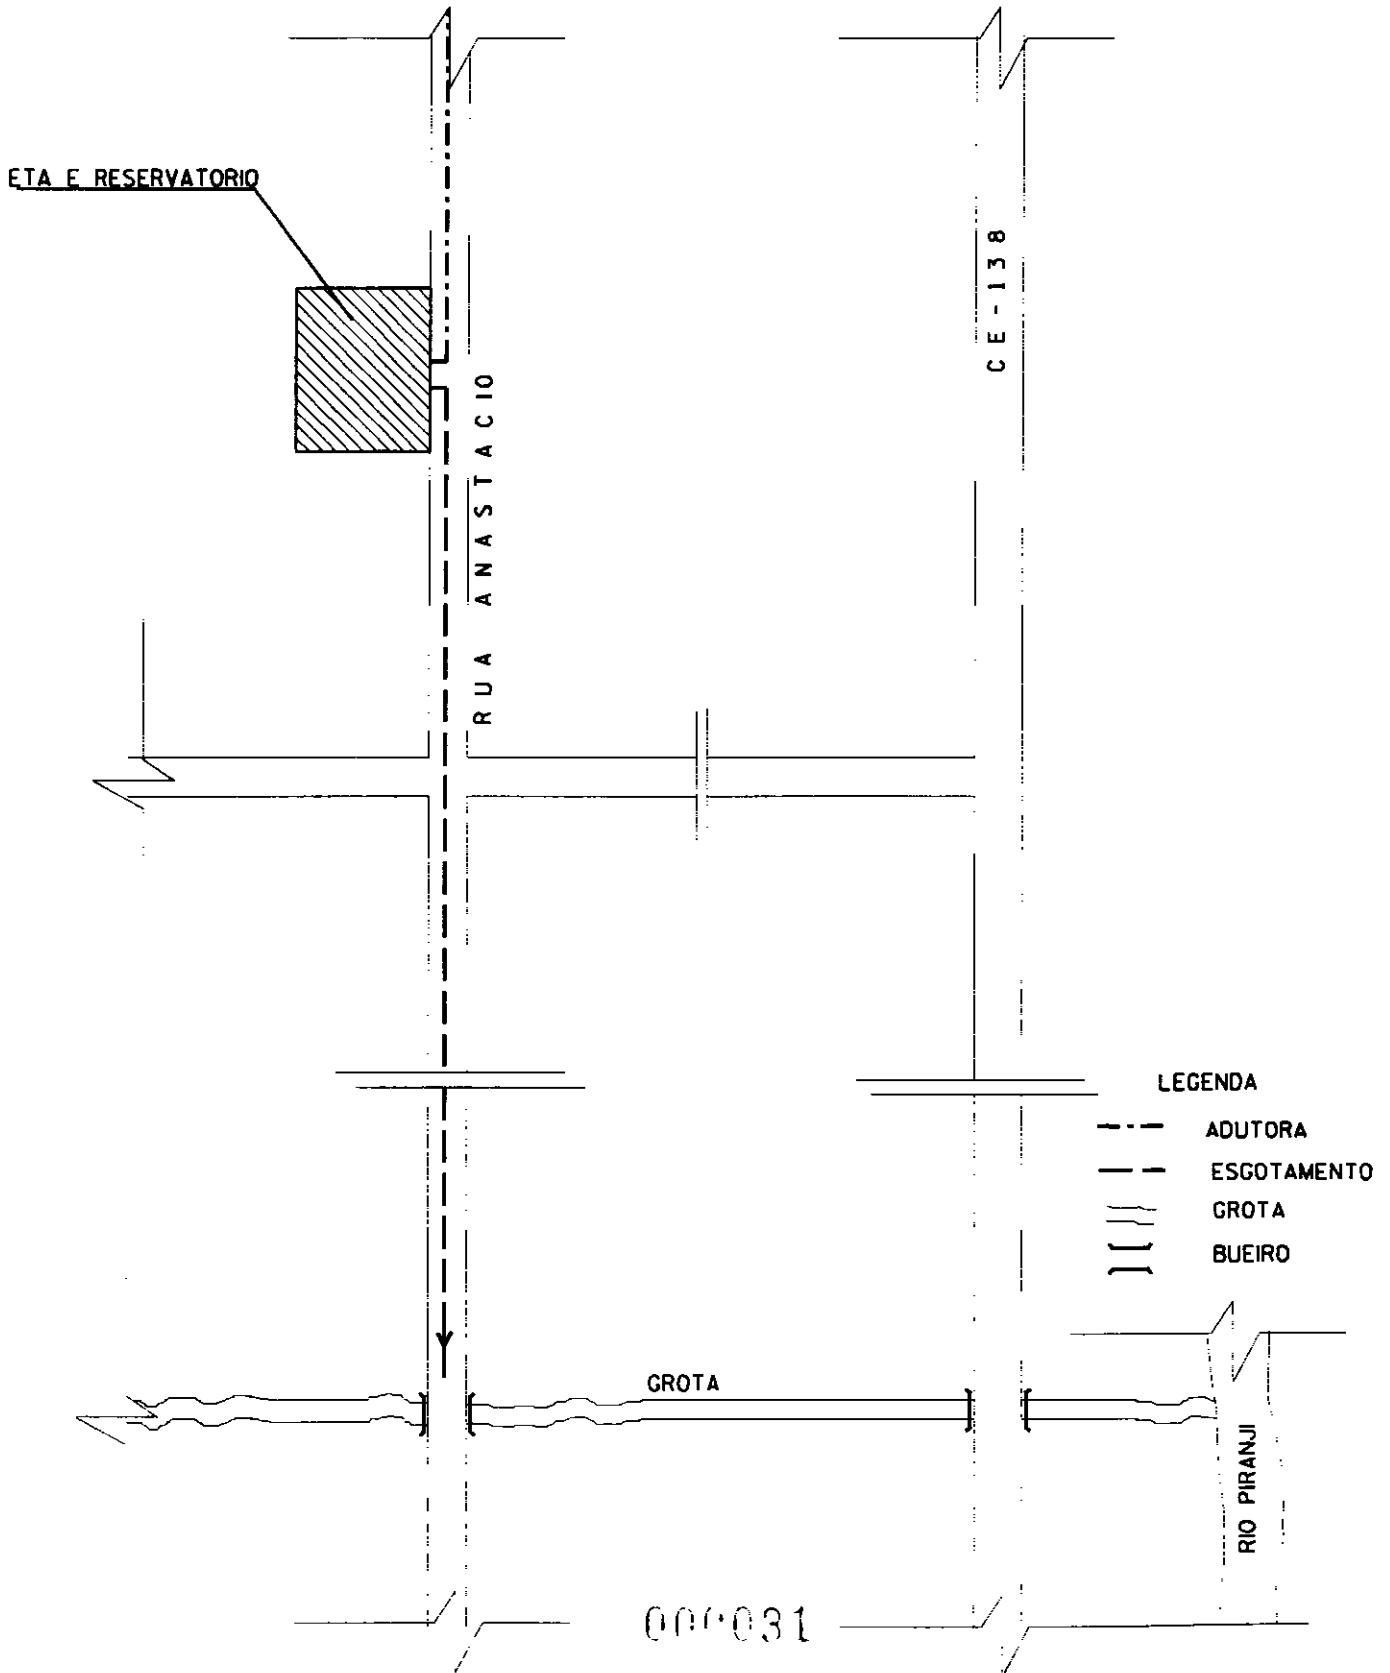 ETA E RESERVATORIO
CE-138
RUA ANASTACIO
LEGENDA
ADUTORA
ESGOTAMENTO
GROTA
BUEIRO
GROTA
RIO PIRANJI
000031